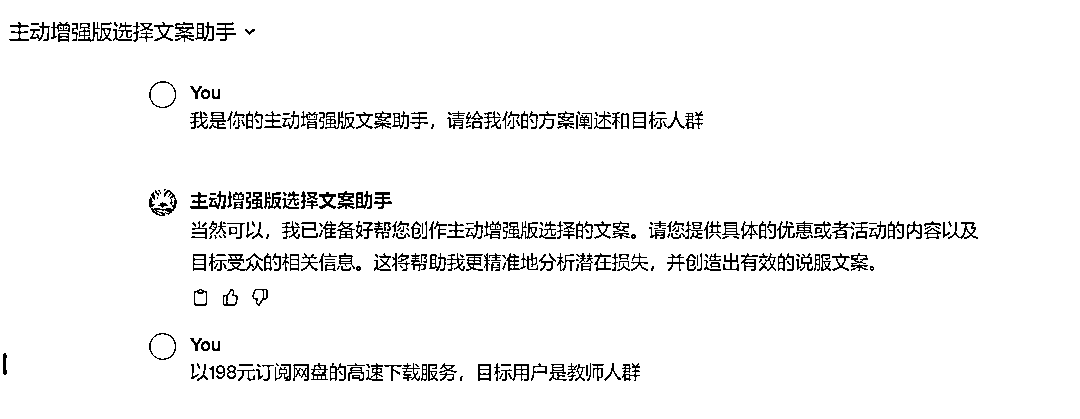 主动增强版选择文案助手
You
我是你的主动增强版文案助手，请给我你的方案阐述和目标人群
主动增强版选择文案助手
当然可以，我已准备好帮您创作主动增强版选择的文案。请您提供具体的优惠或者活动的内容以及
目标受众的相关信息。这将帮助我更精准地分析潜在损失，并创造出有效的说服文案。
You
以198元订阅网盘的高速下载服务，目标用户是教师人群